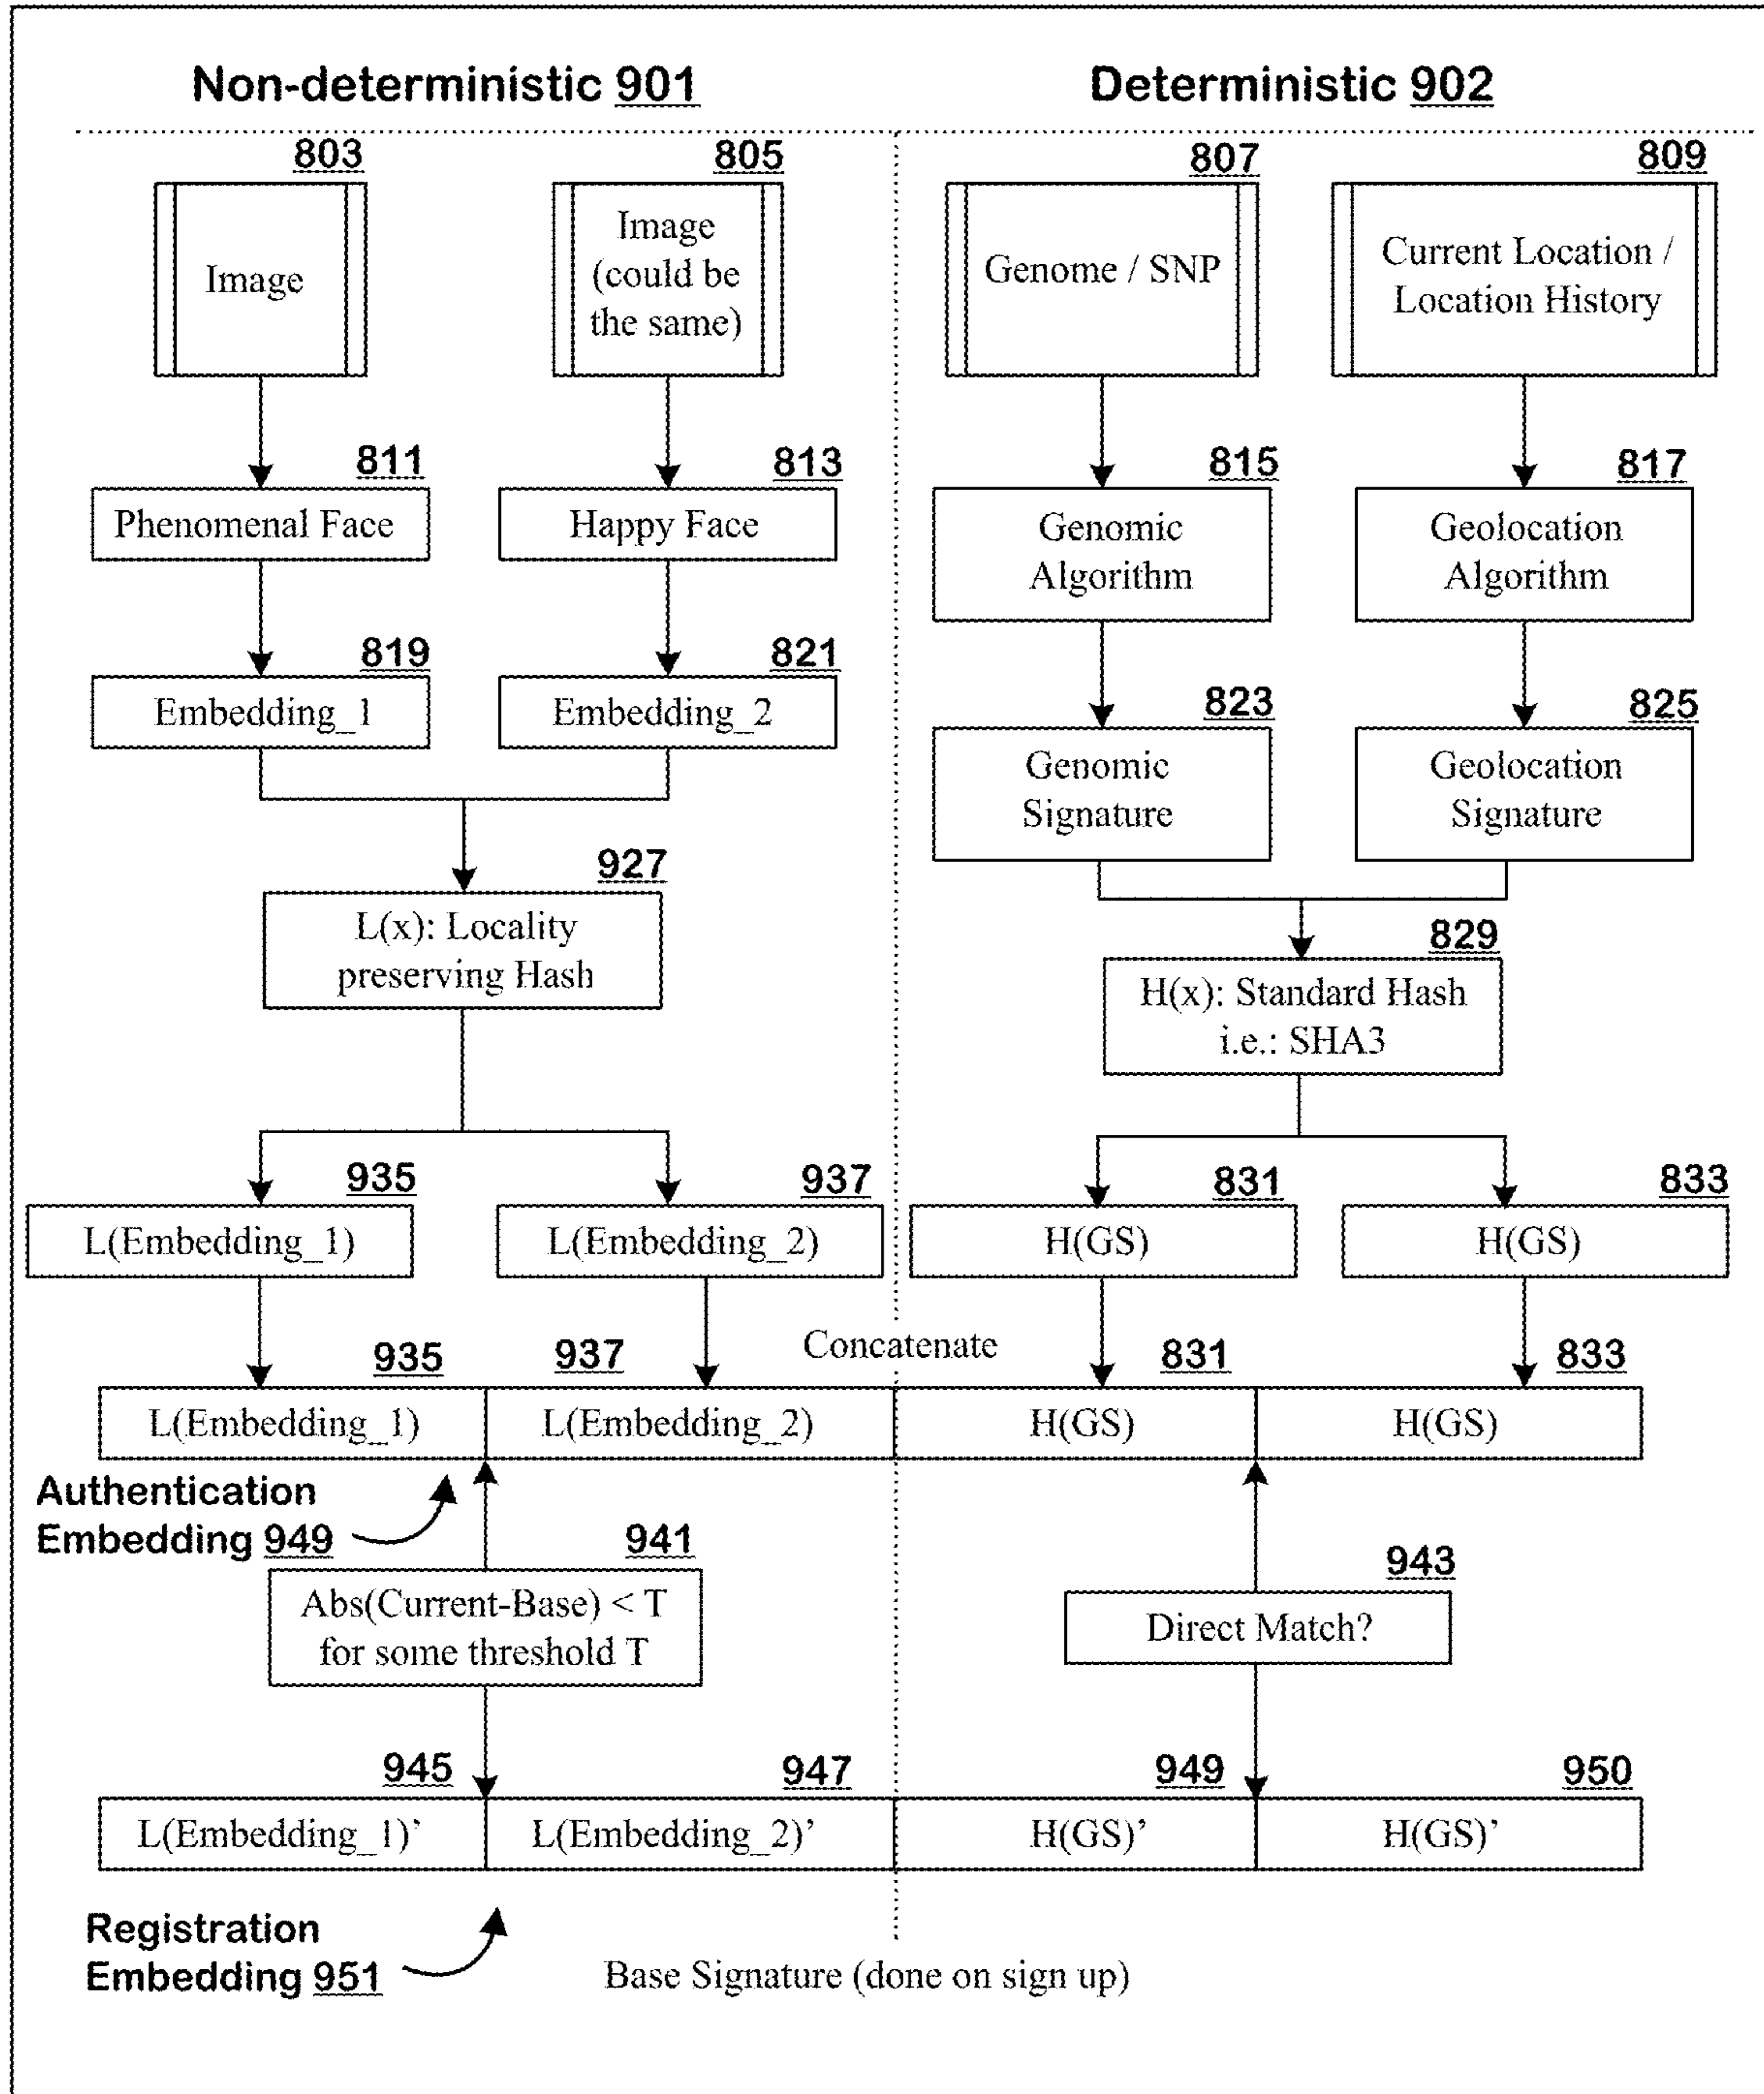 Non-deterministic 901
Deterministic 902
803
805
807
809
Image
Image
(could be
the same)
Genome / SNP
Current Location /
Location History
811
813
815
817
Phenomenal Face
Happy Face
Genomic
Algorithm
Geolocation
Algorithm
819
821
823
825
Embedding_1
Embedding_2
Genomic
Signature
Geolocation
Signature
927
L(x): Locality
preserving Hash
829
H(x): Standard Hash
i.e.: SHA3
935
937
831
833
L(Embedding_1)
L(Embedding_2)
H(GS)
H(GS)
Concatenate
935
937
831
833
L(Embedding_1)
L(Embedding_2)
H(GS)
H(GS)
Authentication
Embedding 949
941
Abs(Current-Base) < T
for some threshold T
943
Direct Match?
945
947
949
950
L(Embedding_1)’
L(Embedding_2)’
H(GS)’
H(GS)’
Registration
Embedding 951
Base Signature (done on sign up)